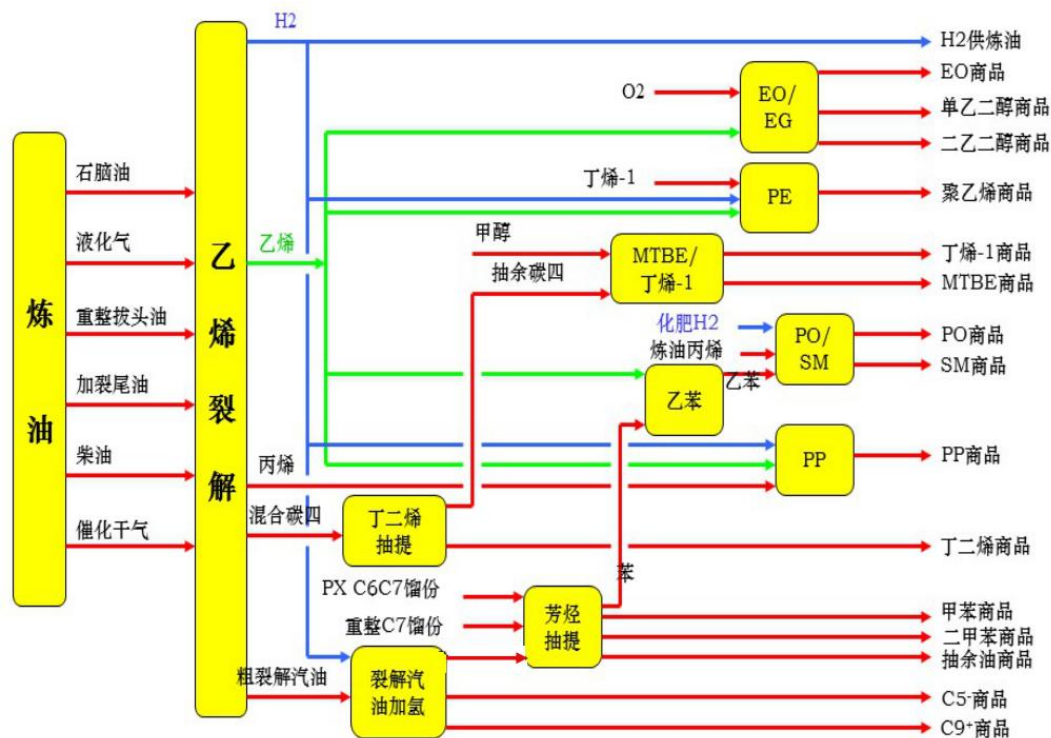 H2
H2供炼油
EO商品
O2
EO/
EG
单乙二醇商品
二乙二醇商品
石脑油
丁烯-1
PE
聚乙烯商品
液化气
乙烯
甲醇
抽余碳四
MTBE/
丁烯-1
丁烯-1商品
MTBE商品
重整拔头油
化肥H2
炼油丙烯
PO/
SM
PO商品
SM商品
加裂尾油
乙苯
乙苯
柴油
丙烯
PP
PP商品
催化干气
混合碳四
丁二烯
抽提
丁二烯商品
苯
PX C6C7馏份
重整C7馏份
芳烃
抽提
甲苯商品
二甲苯商品
抽余油商品
粗裂解汽油
裂解汽
油加氢
C5-商品
C9+商品
炼
油
乙
烯
裂
解